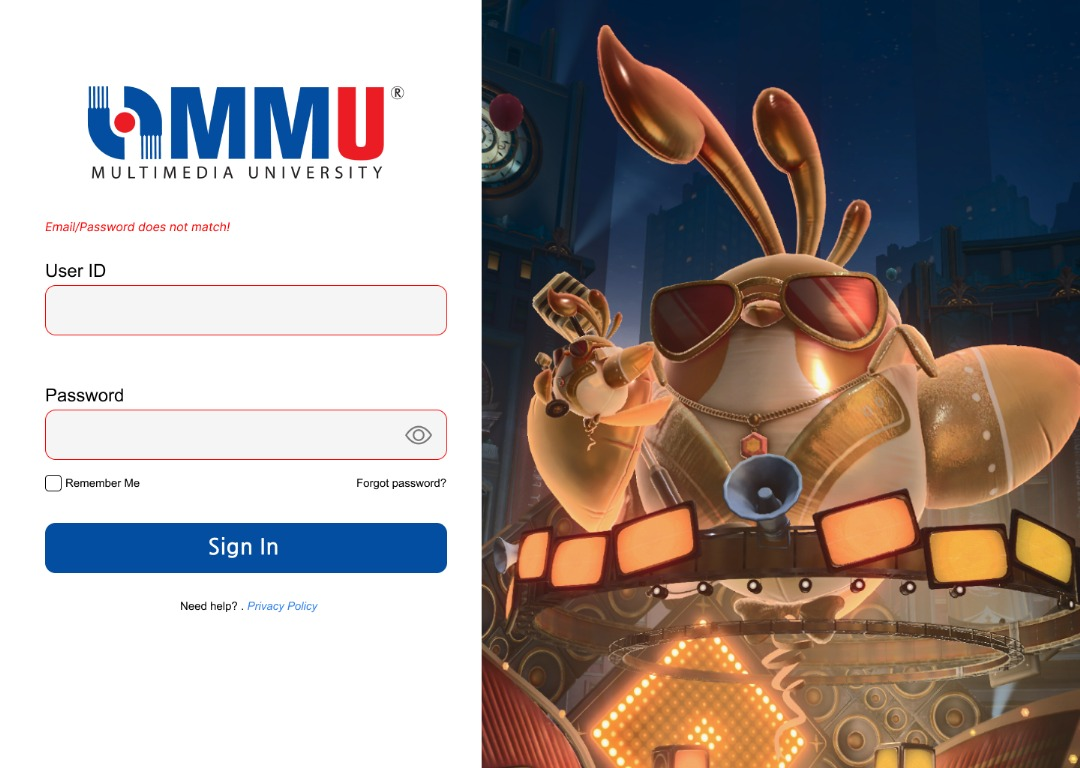 MMU®
MULTIMEDIA UNIVERSITY
Email/Password does not match!
User ID
Password
Remember Me
Forgot password?
Sign In
Need help? . Privacy Policy